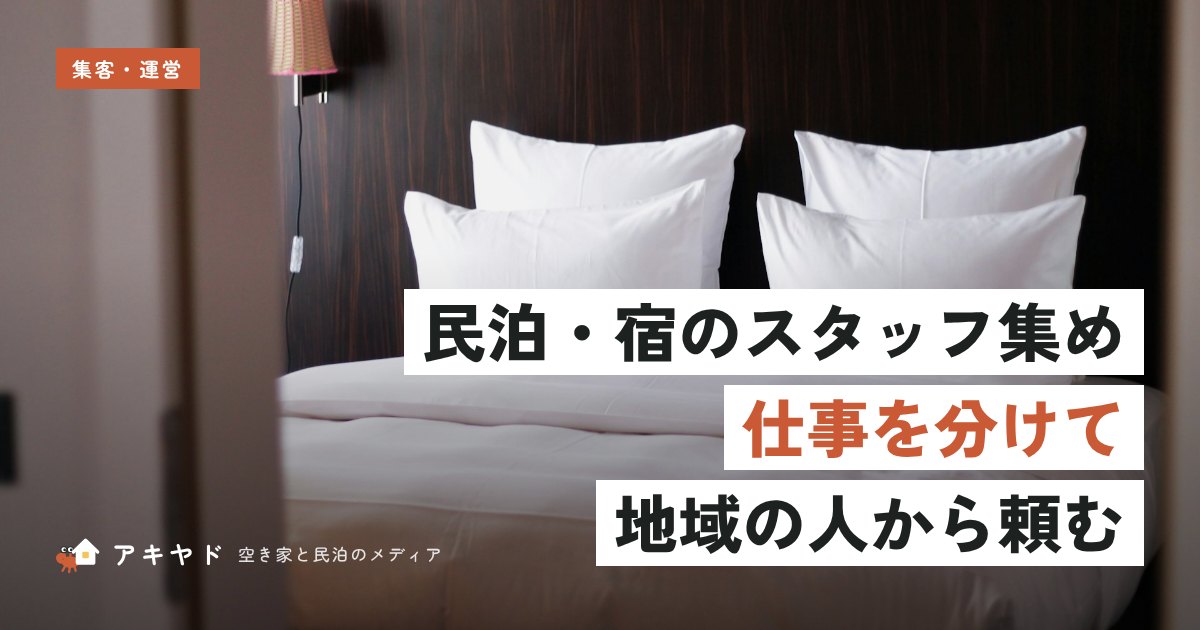 集客・運営
民泊・宿のスタッフ集め
仕事を分けて
地域の人から頼む
アキヤド 空き家と民泊のメディア